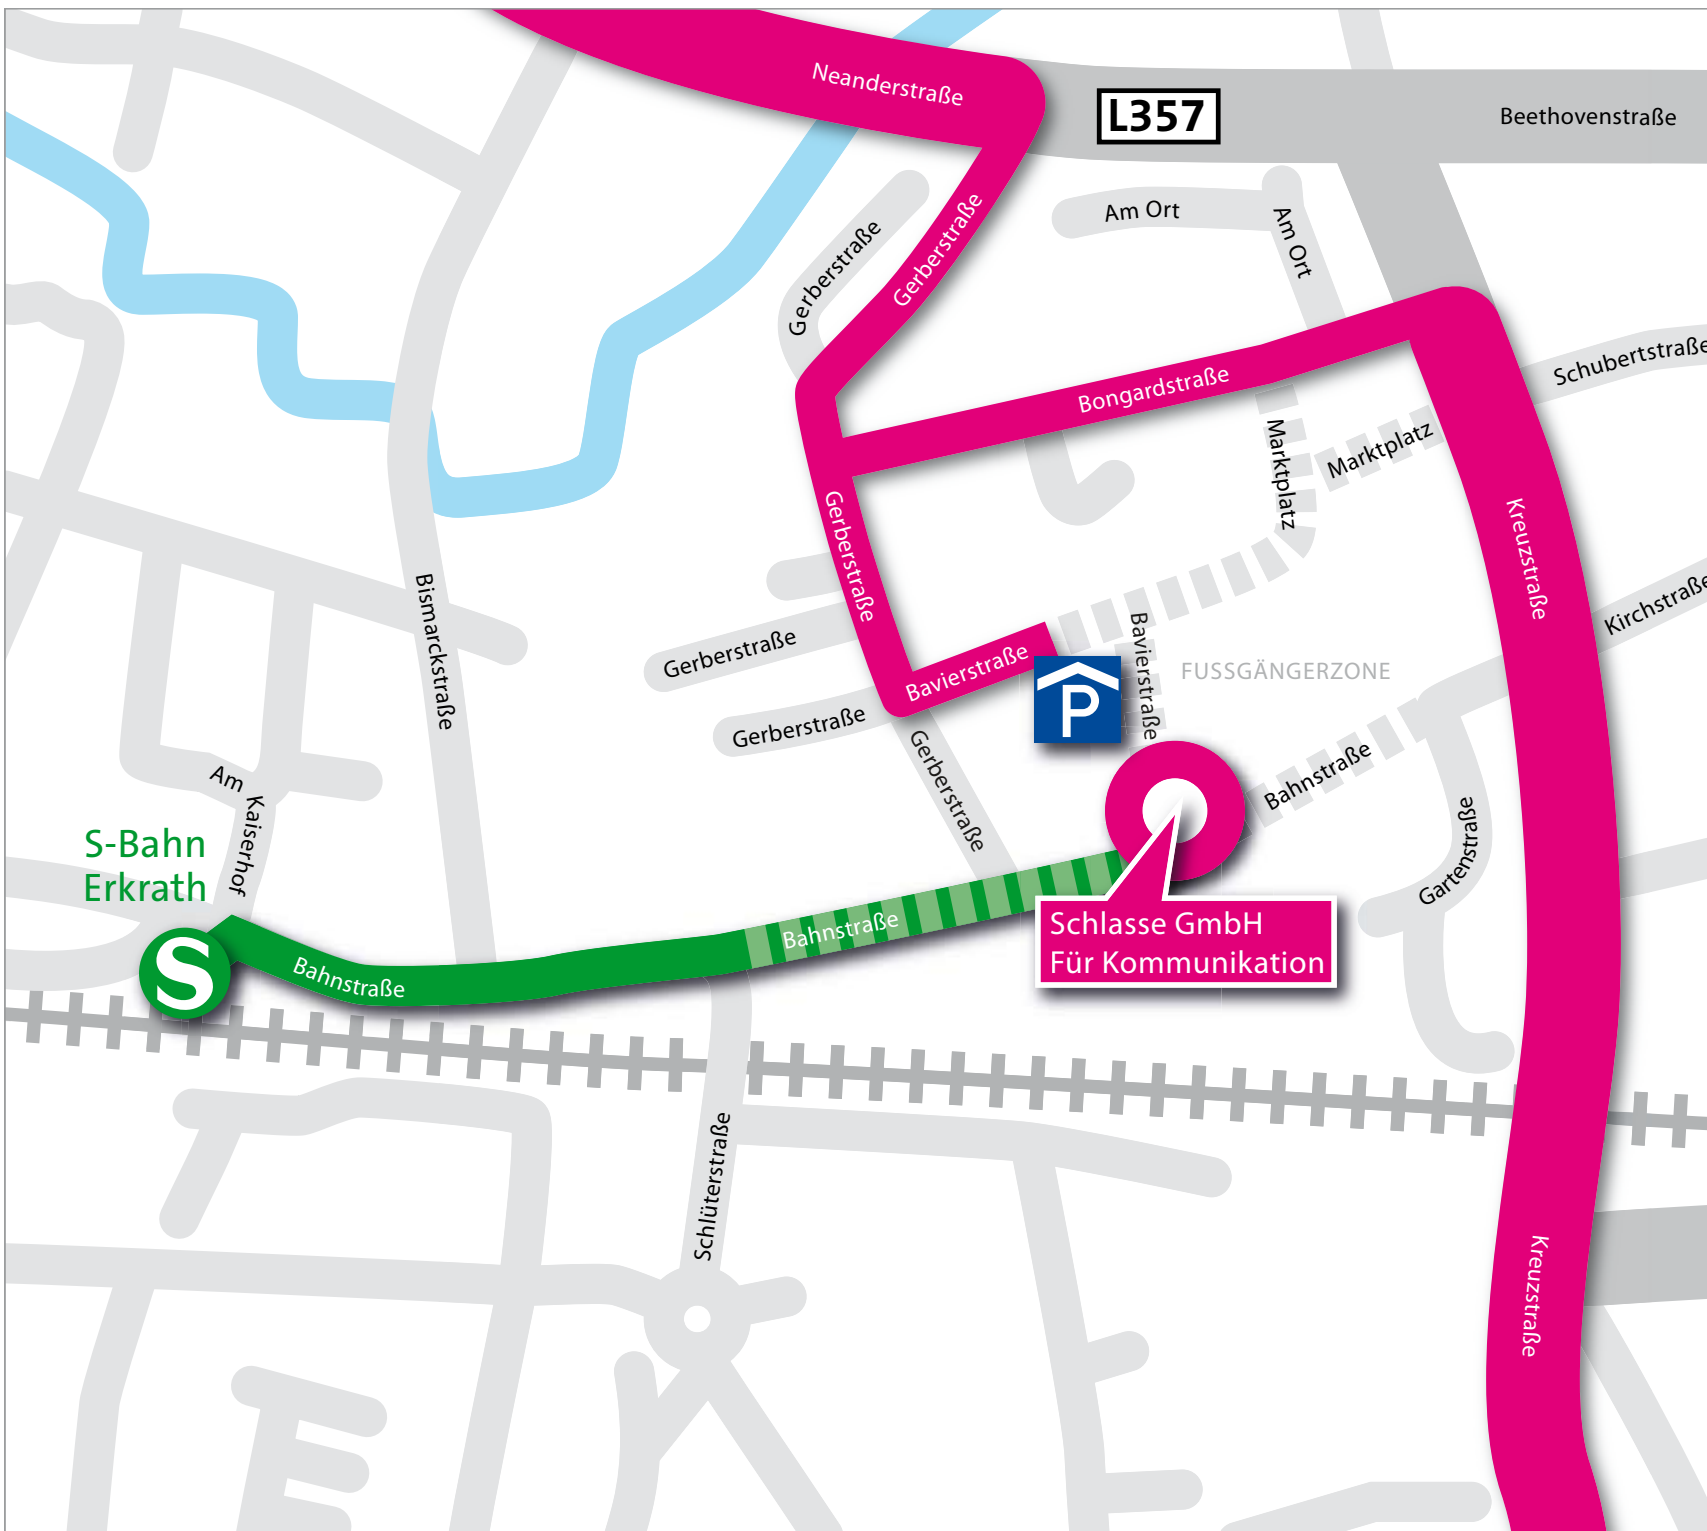 Neanderstraße
L357
Beethovenstraße
Gerberstraße
Gerberstraße
Am Ort
Am Ort
Schubertstraße
Bongardstraße
Marktplatz
Marktplatz
Gerberstraße
Kreuzstraße
Bismarckstraße
Kirchstraße
Gerberstraße
Bavierstraße
Bavierstraße
FUSSGÄNGERZONE
P
Gerberstraße
Gerberstraße
Bahnstraße
Am Kaiserhof
Gartenstraße
S-Bahn
Erkrath
S
Bahnstraße
Bahnstraße
Schlasse GmbH
Für Kommunikation
Schlüterstraße
Kreuzstraße